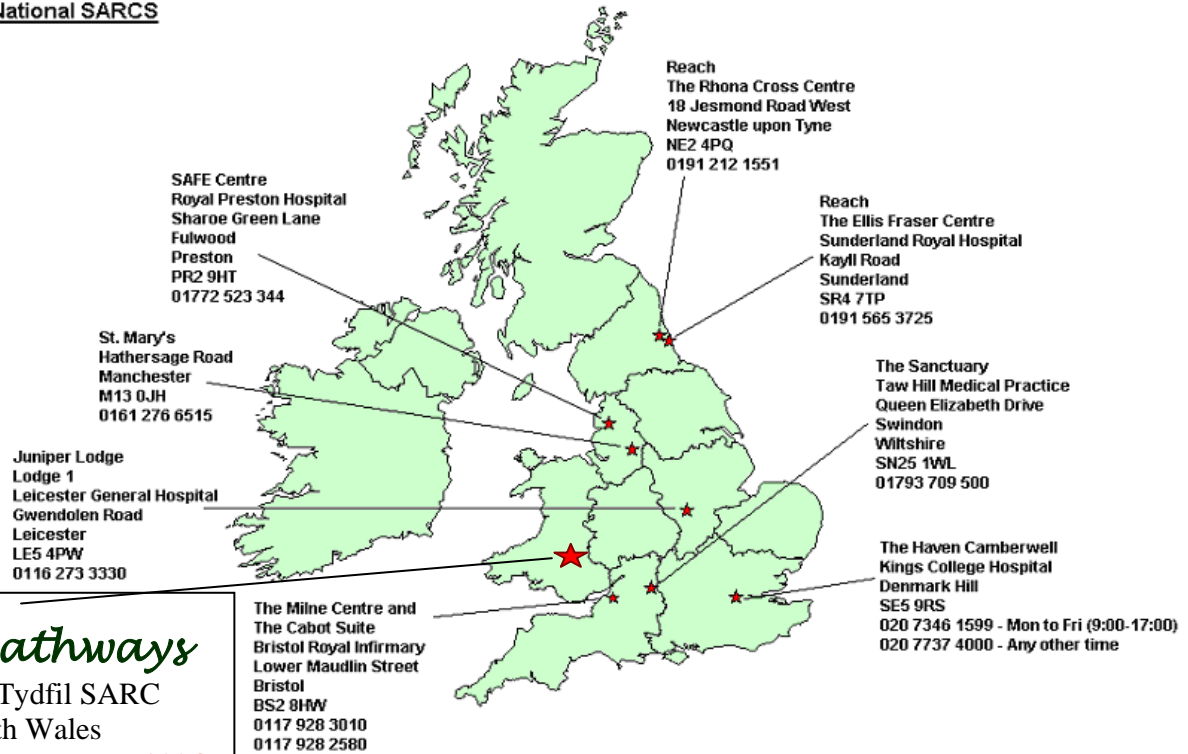 National SARCS
Reach
The Rhona Cross Centre
18 Jesmond Road West
Newcastle upon Tyne
NE2 4PQ
0191 212 1551
SAFE Centre
Royal Preston Hospital
Sharoe Green Lane
Fulwood
Preston
PR2 9HT
01772 523 344
Reach
The Ellis Fraser Centre
Sunderland Royal Hospital
Kayll Road
Sunderland
SR4 7TP
0191 565 3725
St. Mary's
Hathersage Road
Manchester
M13 0JH
0161 276 6515
The Sanctuary
Taw Hill Medical Practice
Queen Elizabeth Drive
Swindon
Wiltshire
SN25 1WL
01793 709 500
Juniper Lodge
Lodge 1
Leicester General Hospital
Gwendolen Road
Leicester
LE5 4PW
0116 273 3330
The Haven Camberwell
Kings College Hospital
Denmark Hill
SE5 9RS
020 7346 1599 - Mon to Fri (9:00-17:00)
020 7737 4000 - Any other time
The Milne Centre and
The Cabot Suite
Bristol Royal Infirmary
Lower Maudlin Street
Bristol
BS2 8HW
0117 928 3010
0117 928 2580
athways
Tydfil SARC
th Wales